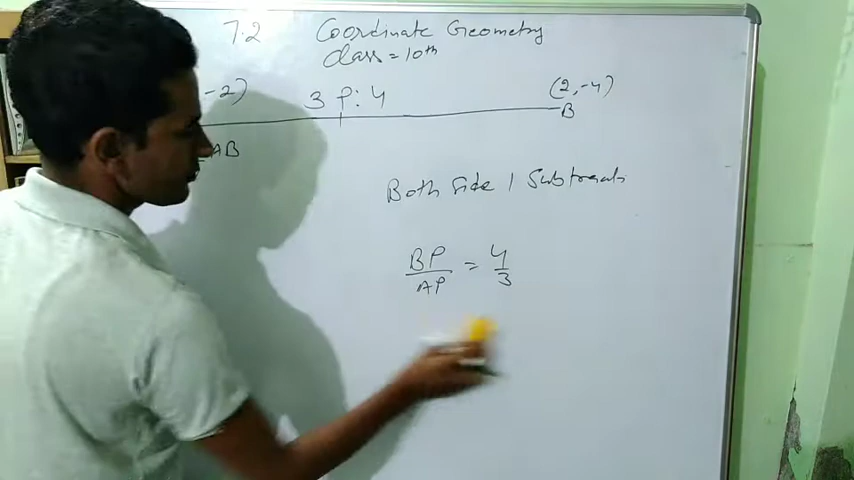 7.2 Coordinate Geometry
class = 10th
-2) 3 P : 4 (2, -4)
B
AB
Both Side 1 Subtracts
BP/AP = 4/3